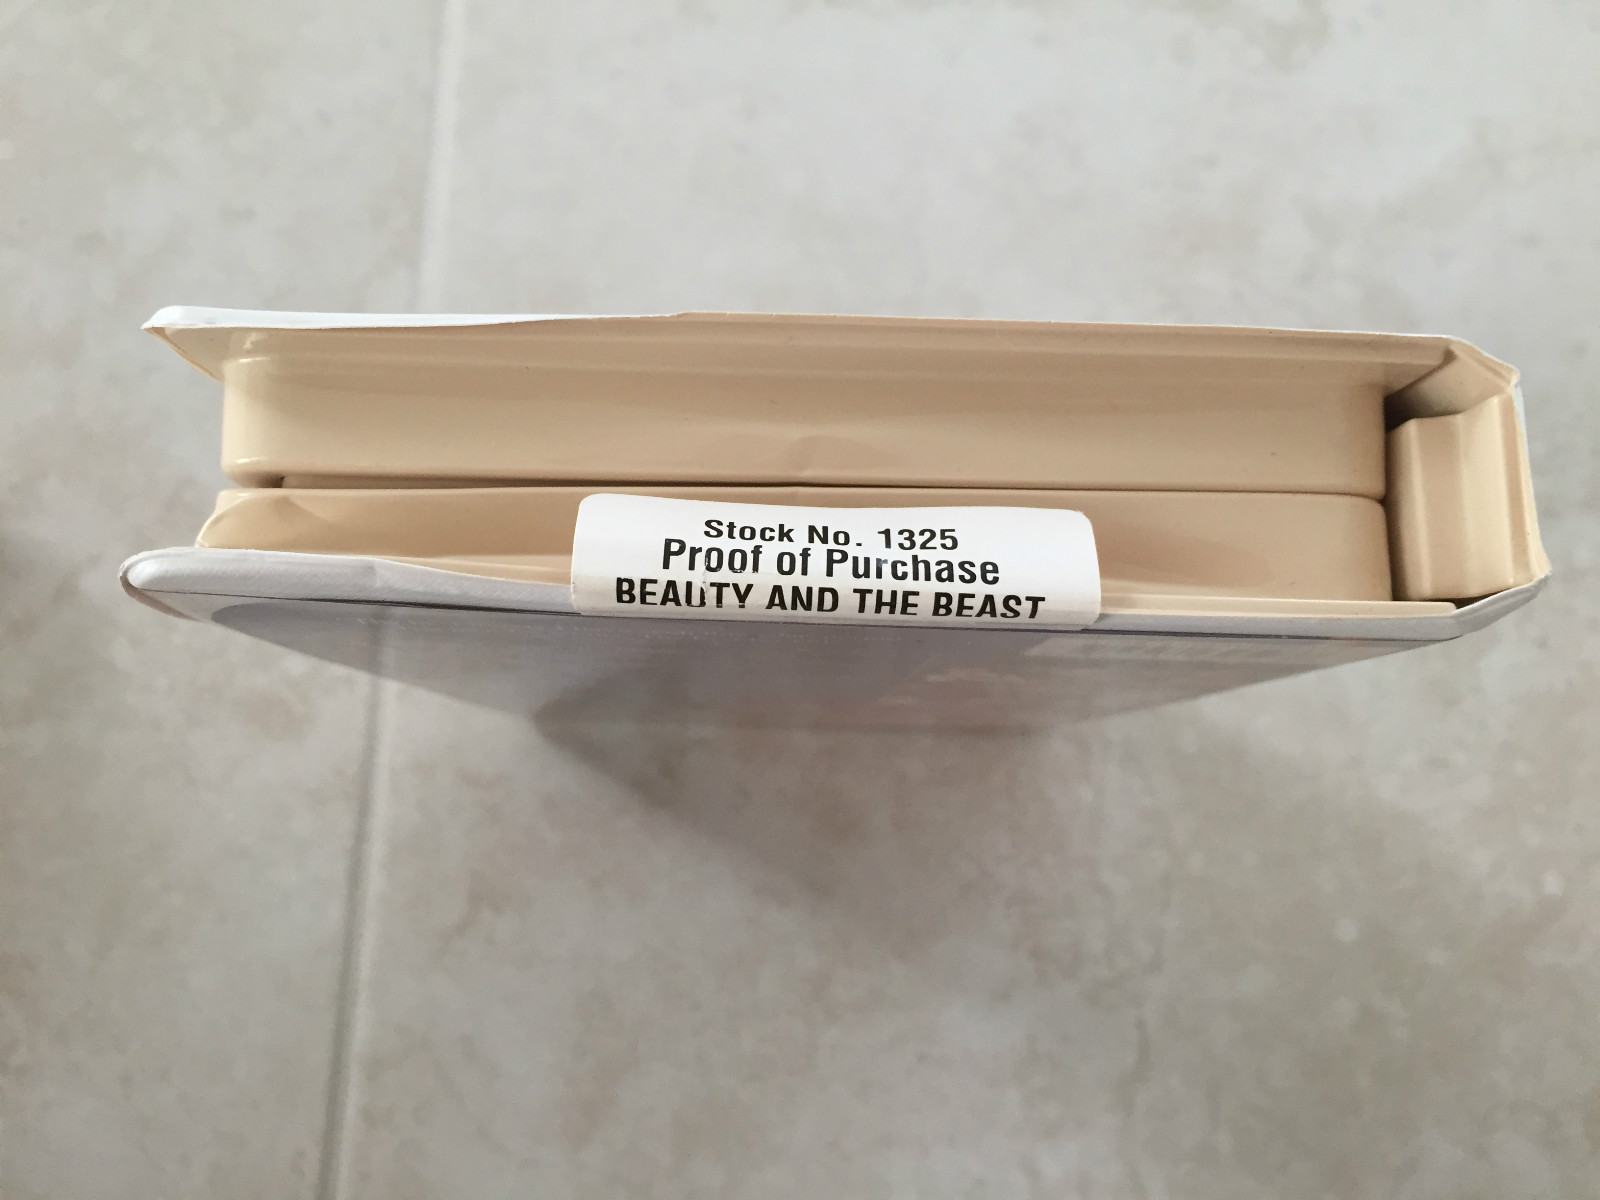 Stock No. 1325
Proof of Purchase
BEAUTY AND THE BEAST